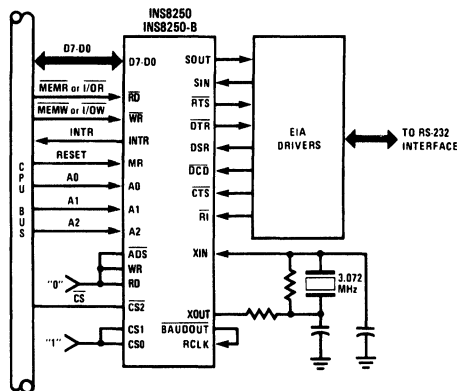 INS8250
INS8250-B
D7-D0
D7-D0
SOUT
SIN
MEMR or I/OR
RD
RTS
MEMW or I/OW
WR
DTR
INTR
INTR
DSR
RESET
MR
DCD
A0
A0
CTS
A1
A1
RI
A2
A2
EIA
DRIVERS
TO RS-232
INTERFACE
CPU BUS
ADS
WR
RD
"0"
CS
CS2
XIN
3.072
MHz
XOUT
BAUDOUT
RCLK
CS1
CS0
"1"